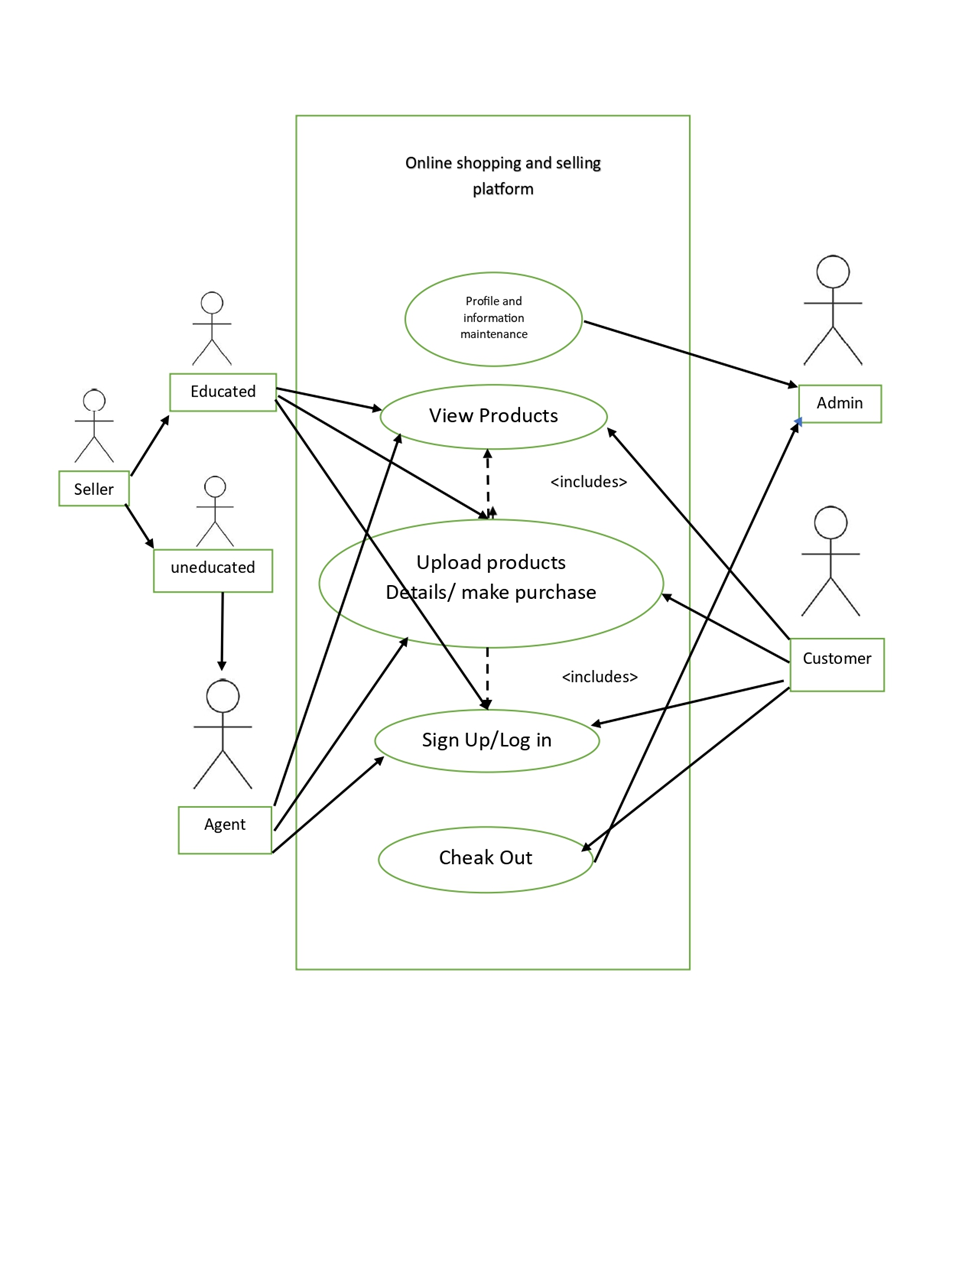 Online shopping and selling
platform
Profile and
information
maintenance
Educated
Admin
View Products
Seller
<includes>
uneducated
Upload products
Details/ make purchase
Customer
<includes>
Sign Up/Log in
Agent
Cheak Out